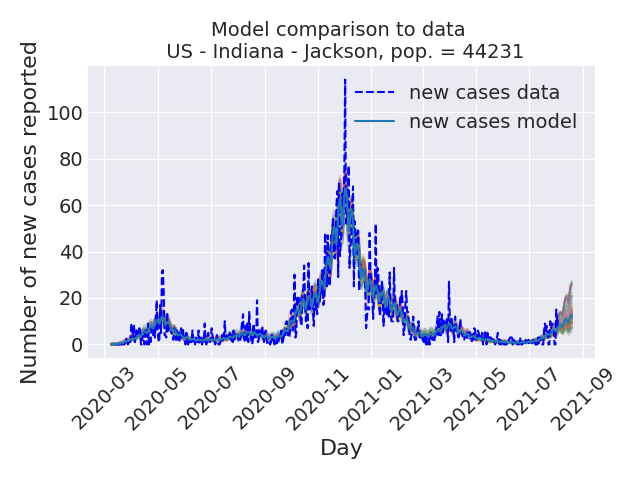 Model comparison to data
US - Indiana - Jackson, pop. = 44231
new cases data
new cases model
Number of new cases reported
100
80
60
40
20
0
2020-03
2020-05
2020-07
2020-09
2020-11
2021-01
2021-03
2021-05
2021-07
2021-09
Day